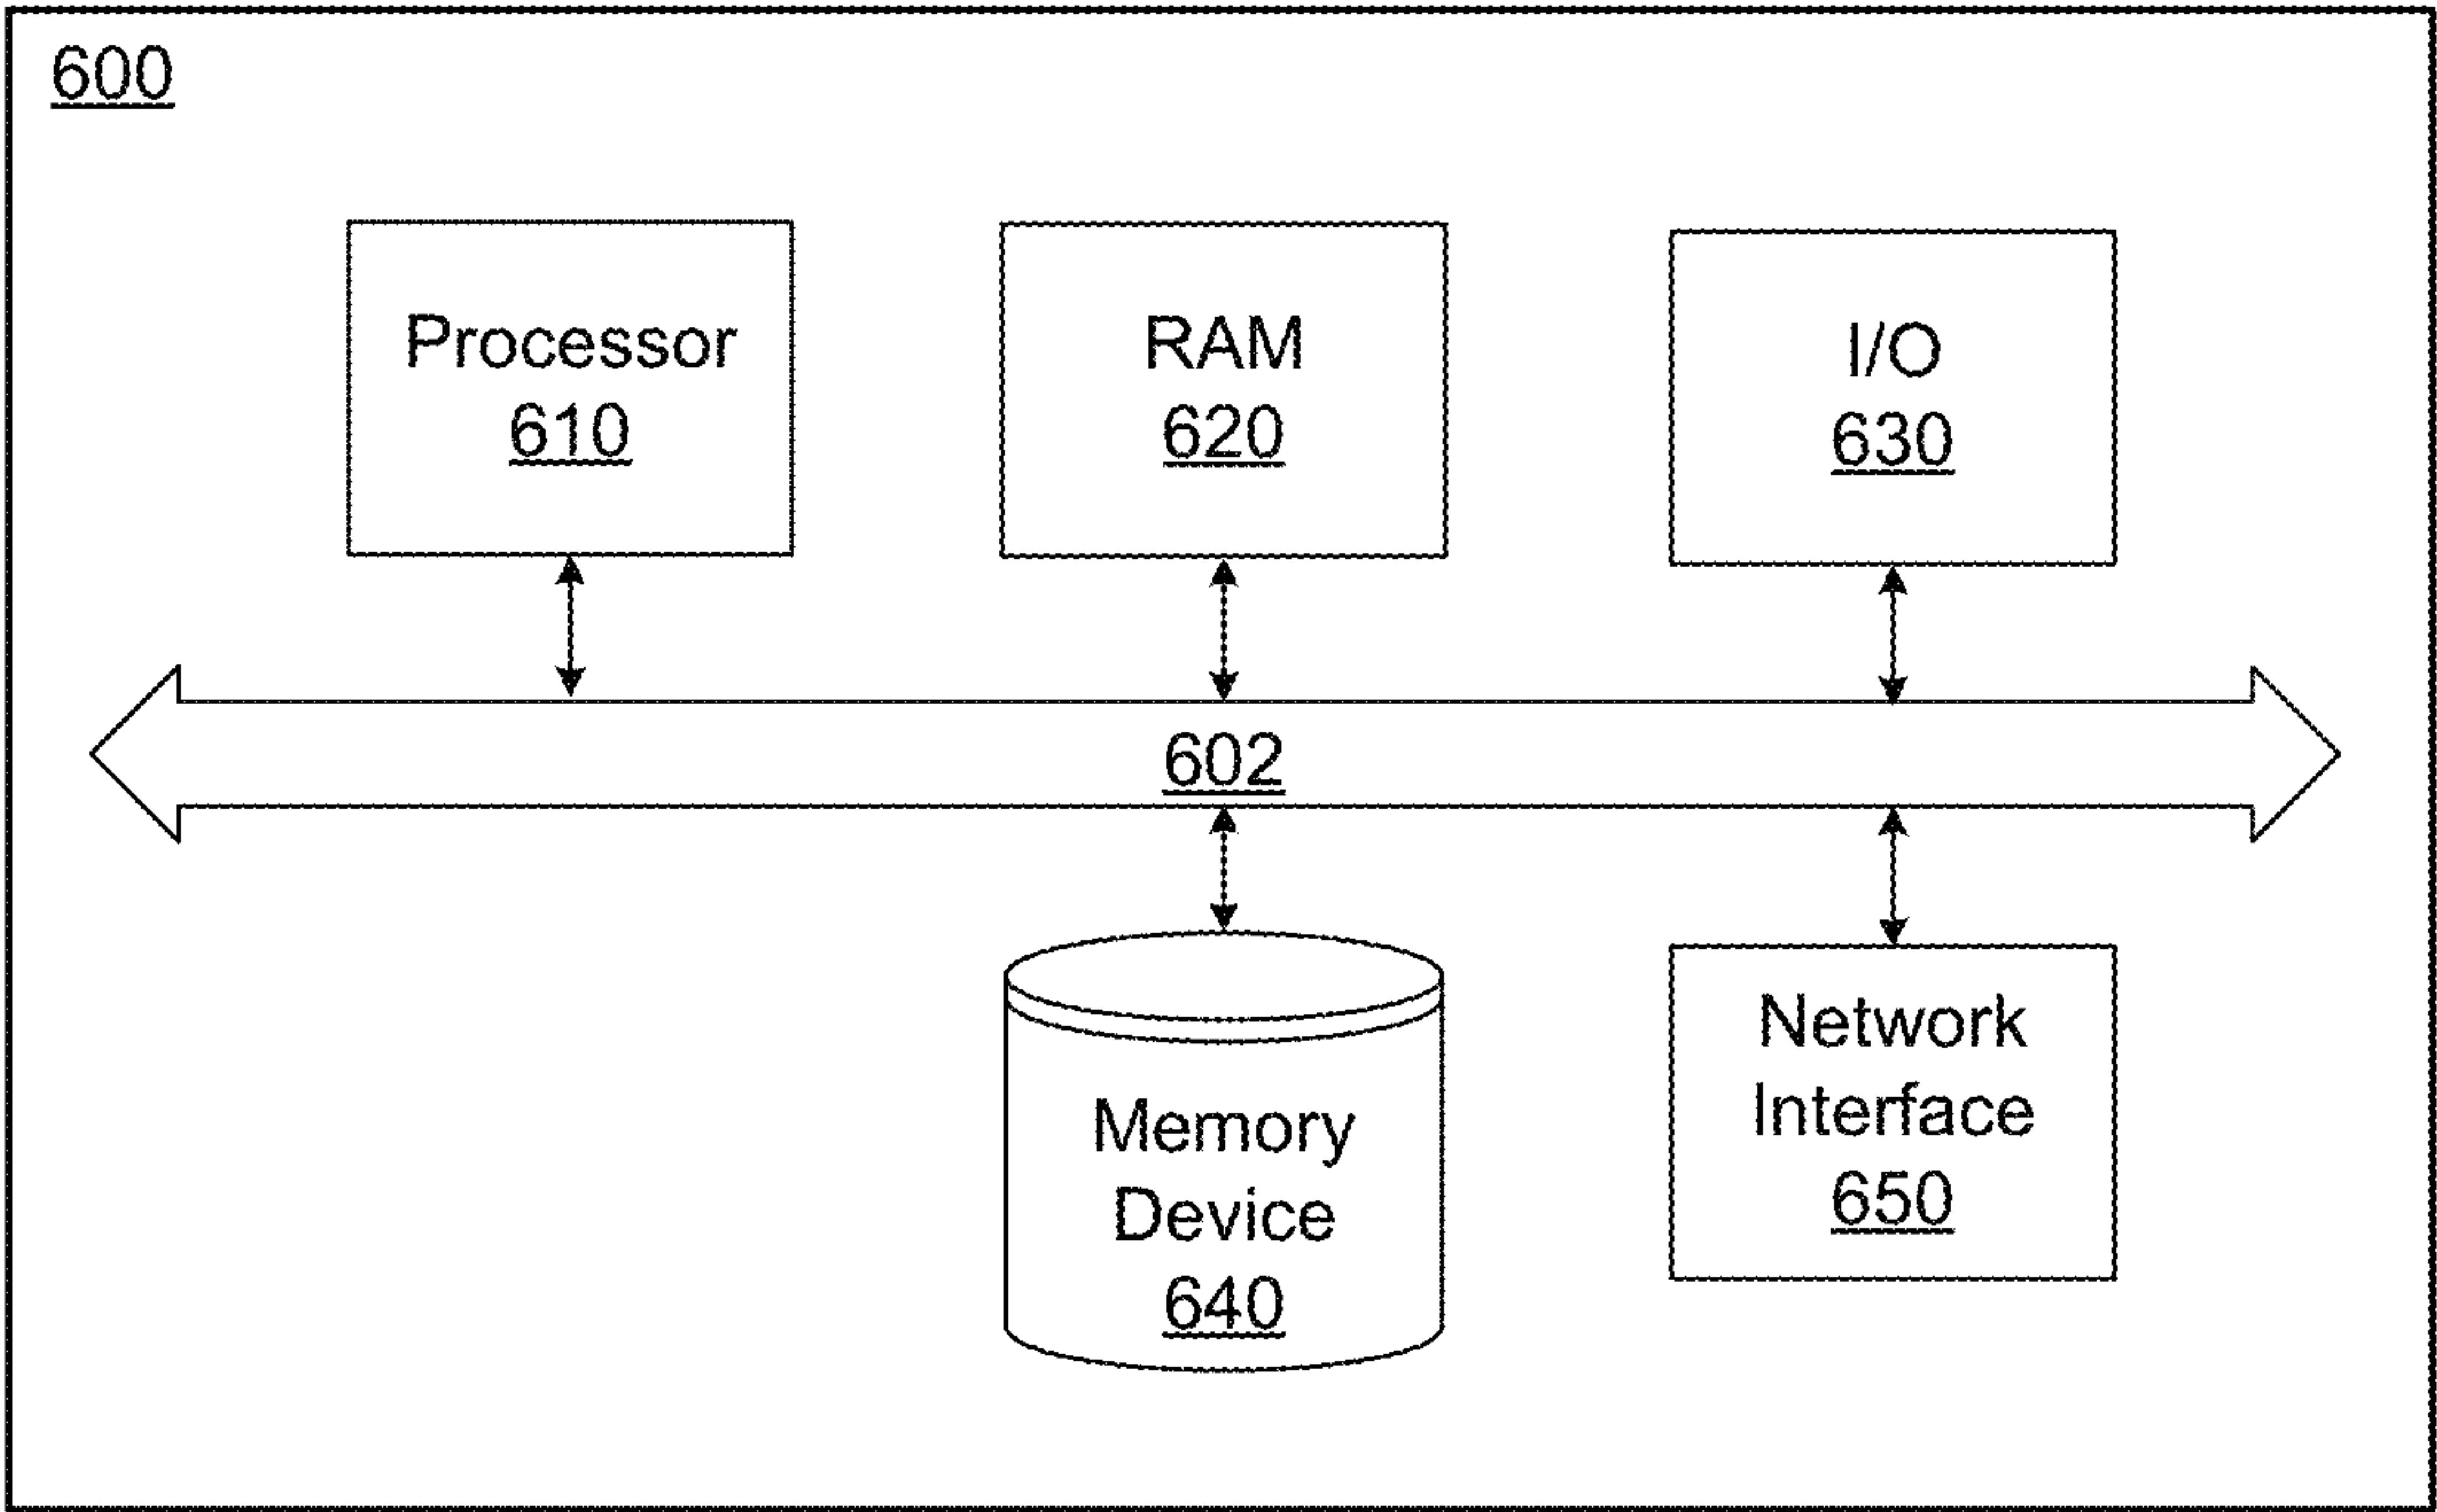 600
Processor
610
RAM
620
I/O
630
602
Memory
Device
640
Network
Interface
650